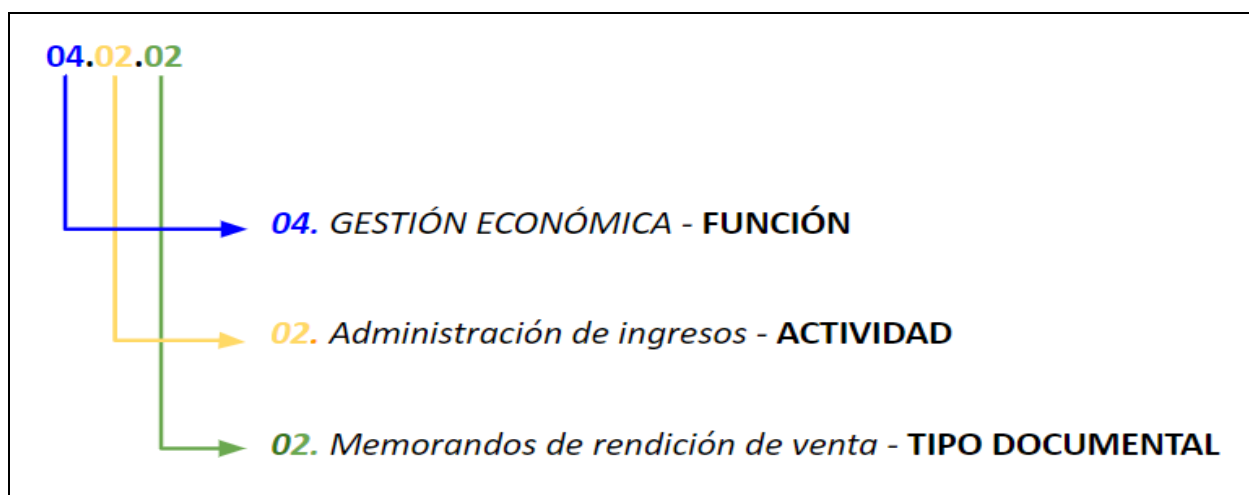 04.02.02
04. GESTIÓN ECONÓMICA - FUNCIÓN
02. Administración de ingresos - ACTIVIDAD
02. Memorandos de rendición de venta - TIPO DOCUMENTAL